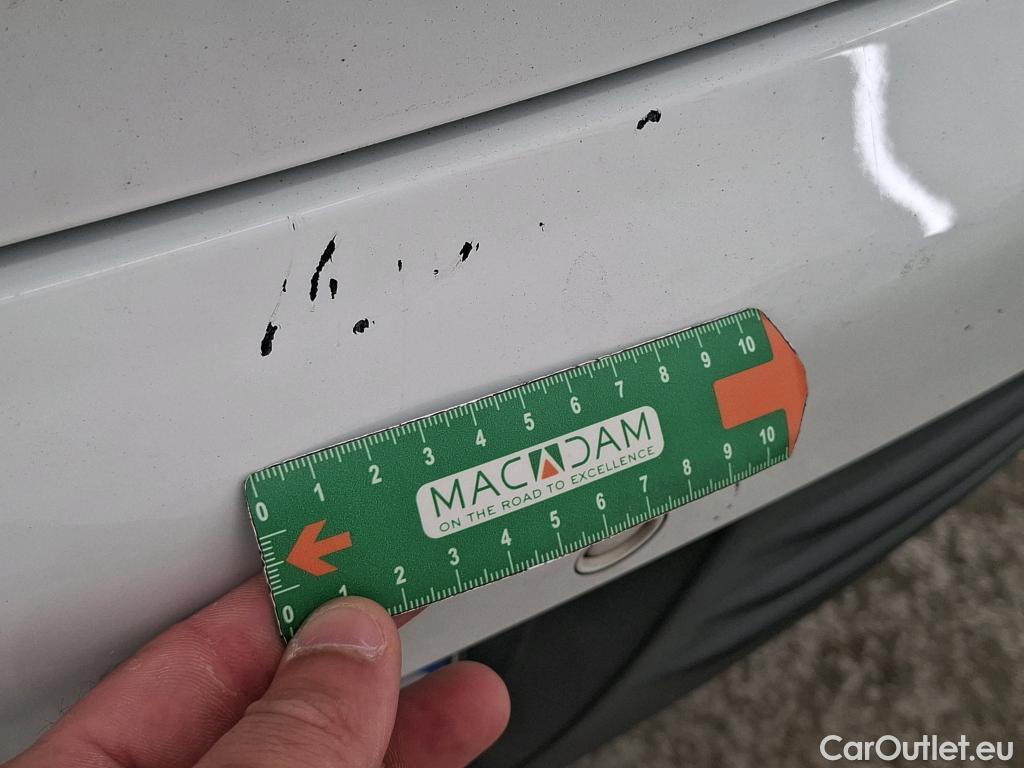 0 1 2 3 4 5 6 7 8 9 10
MACADAM
ON THE ROAD TO EXCELLENCE
0 1 2 3 4 5 6 7 8 9 10
CarOutlet.eu